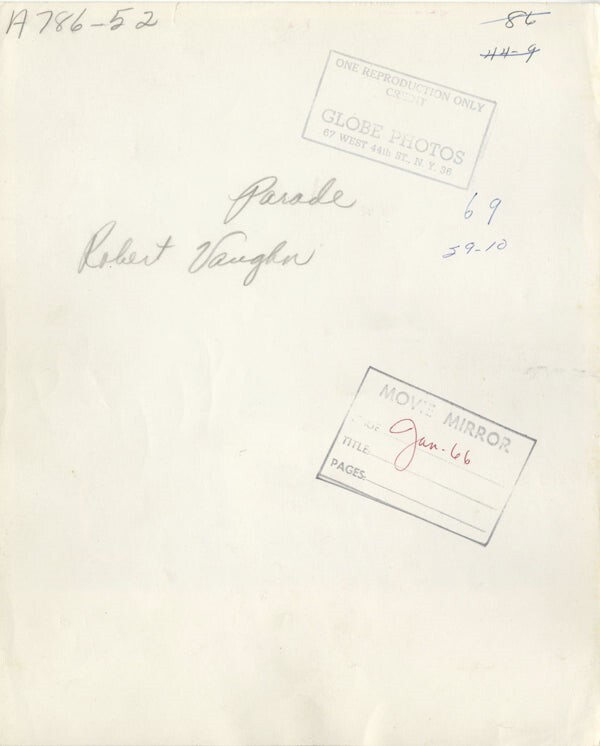 A786-52
86
44-9
ONE REPRODUCTION ONLY
CREDIT
GLOBE PHOTOS
67 WEST 44th ST., N. Y. 36
Parade
69
Robert Vaughn
59-10
MOVIE MIRROR
Jan-66
TITLE
PAGES